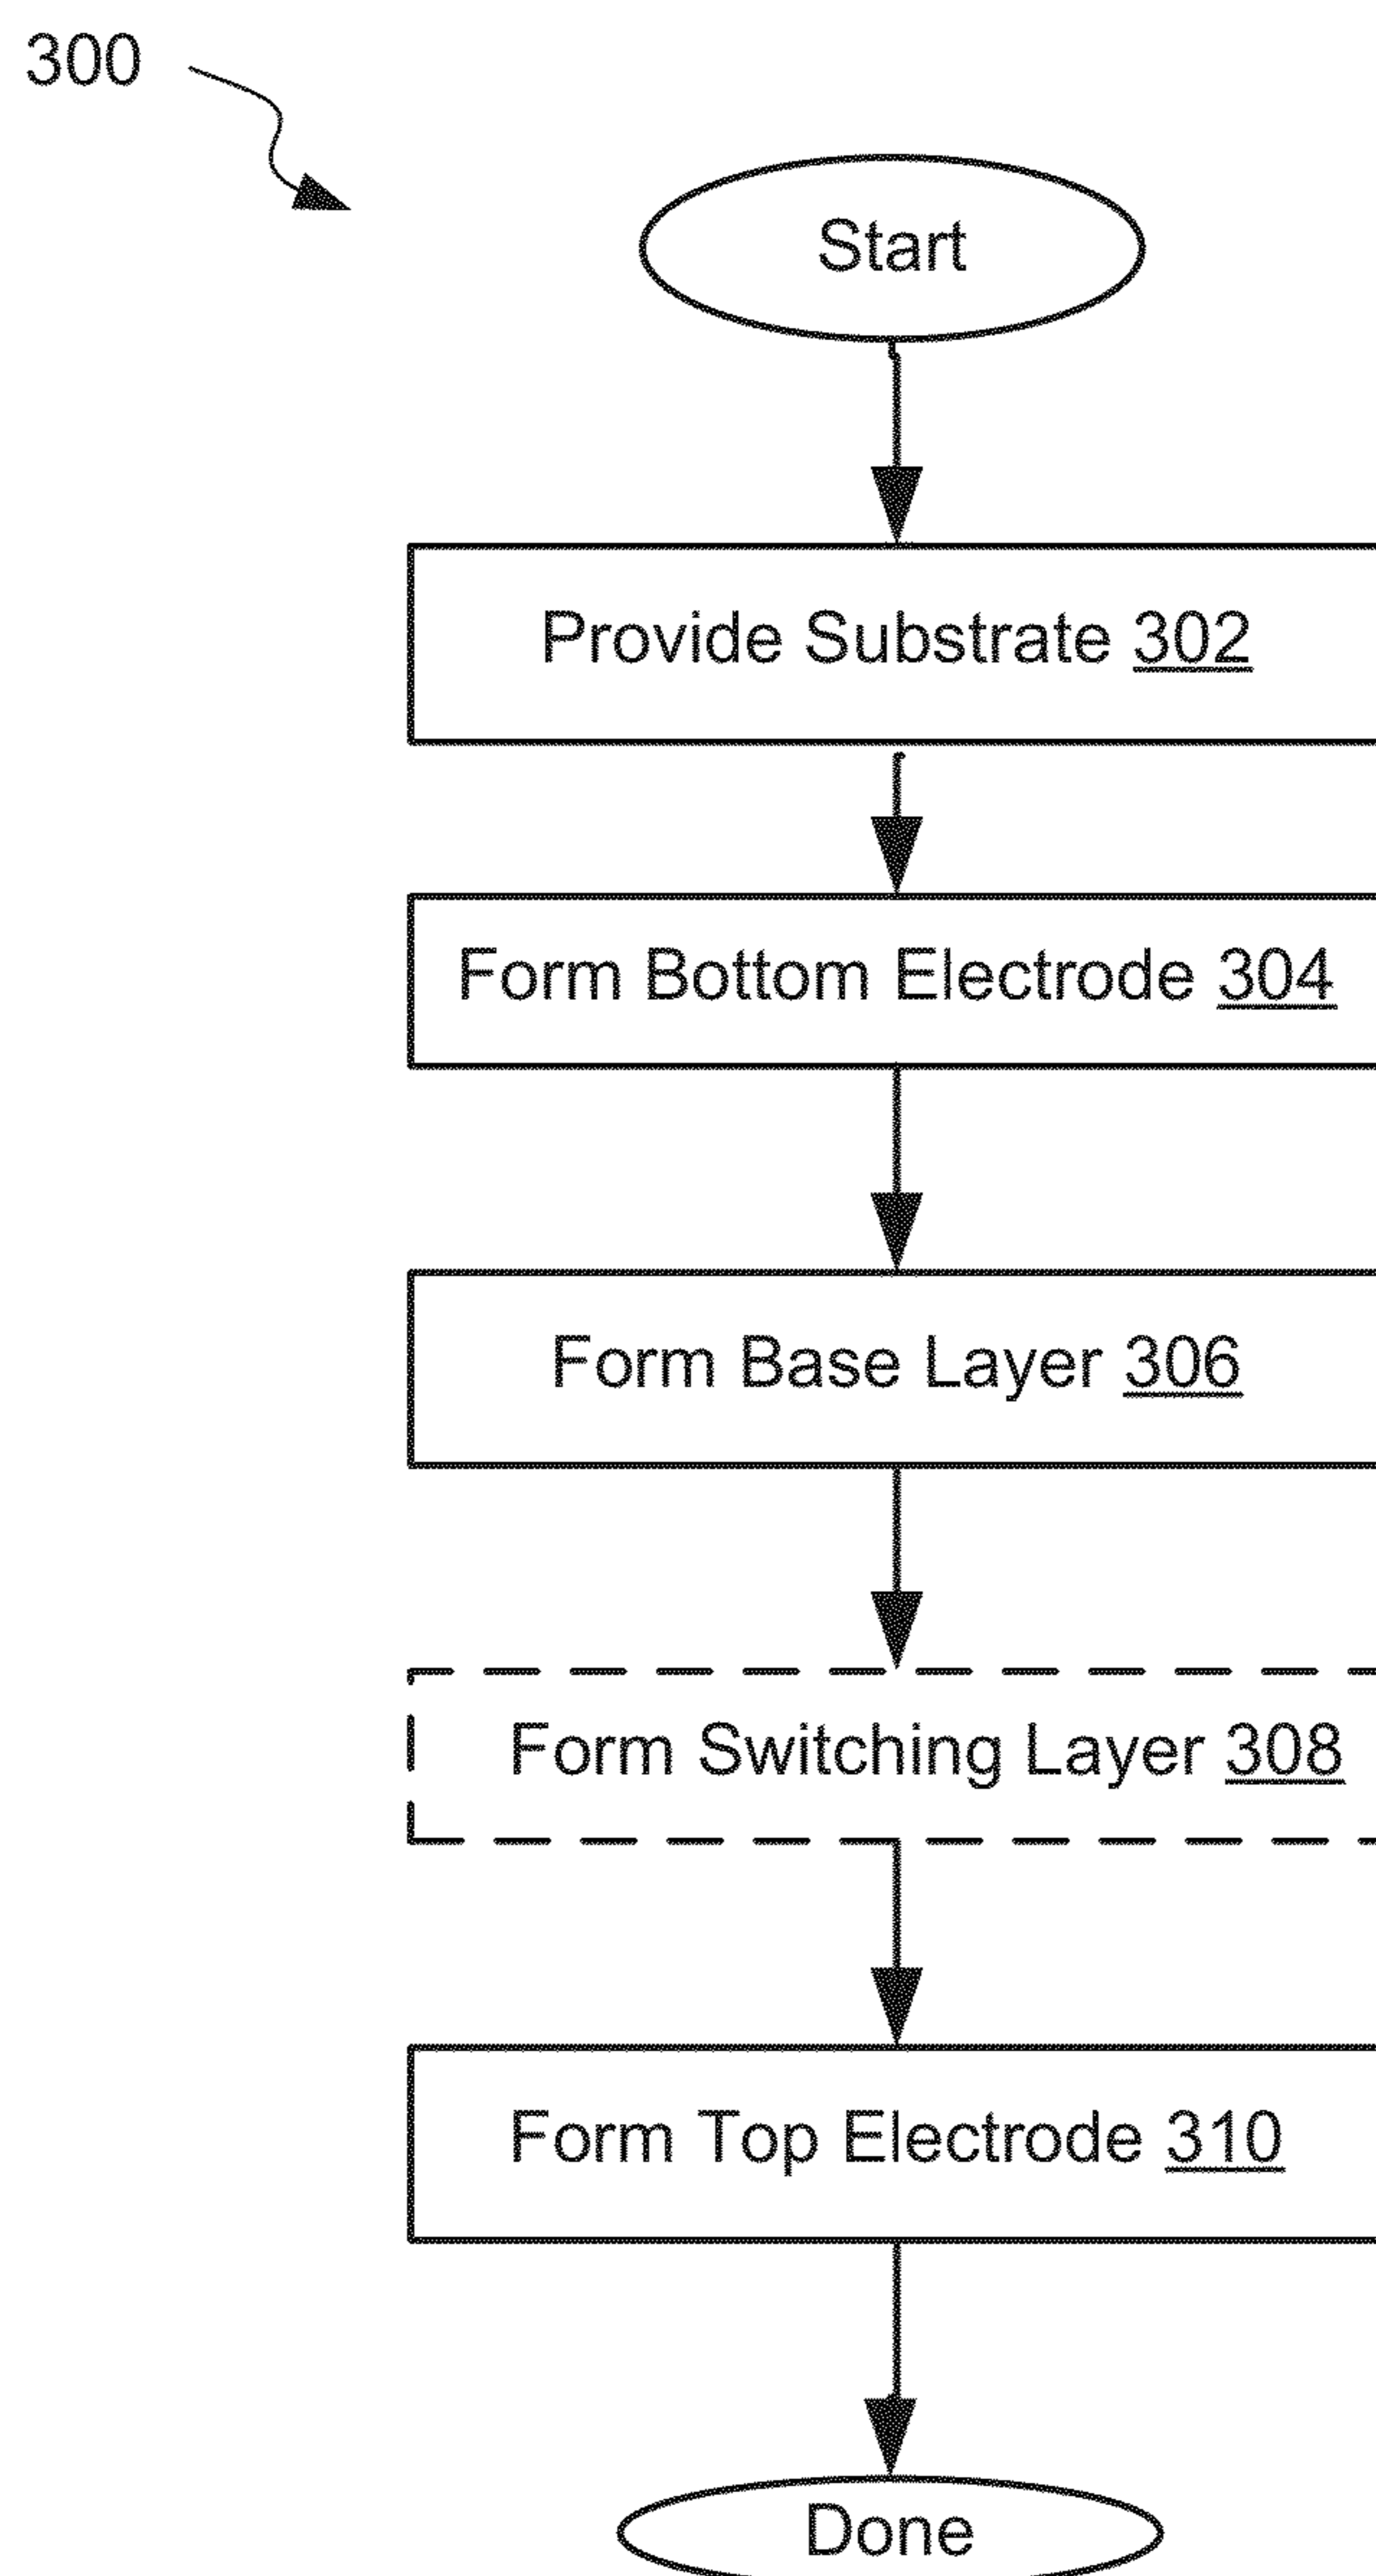 300
Start
Provide Substrate 302
Form Bottom Electrode 304
Form Base Layer 306
Form Switching Layer 308
Form Top Electrode 310
Done